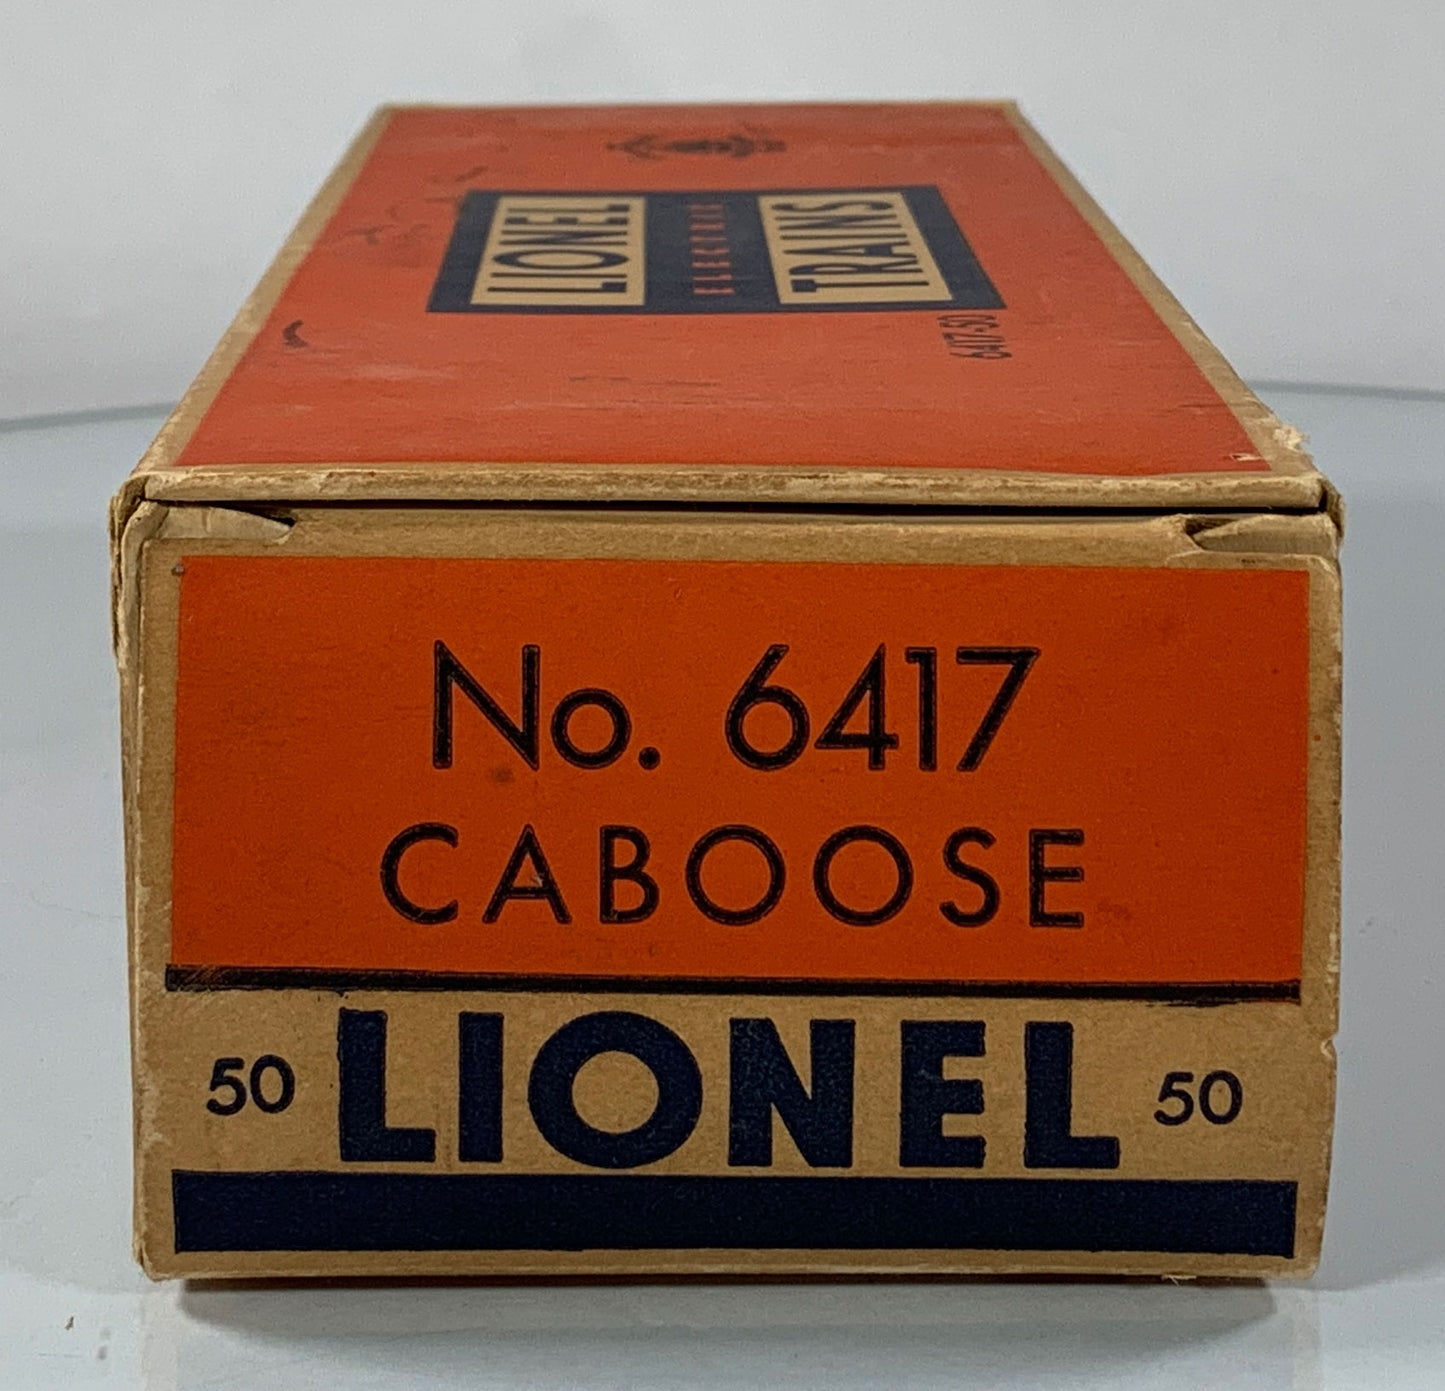 LIONEL
ELECTRIC
TRAINS
6417-50
No. 6417
CABOOSE
50 LIONEL 50